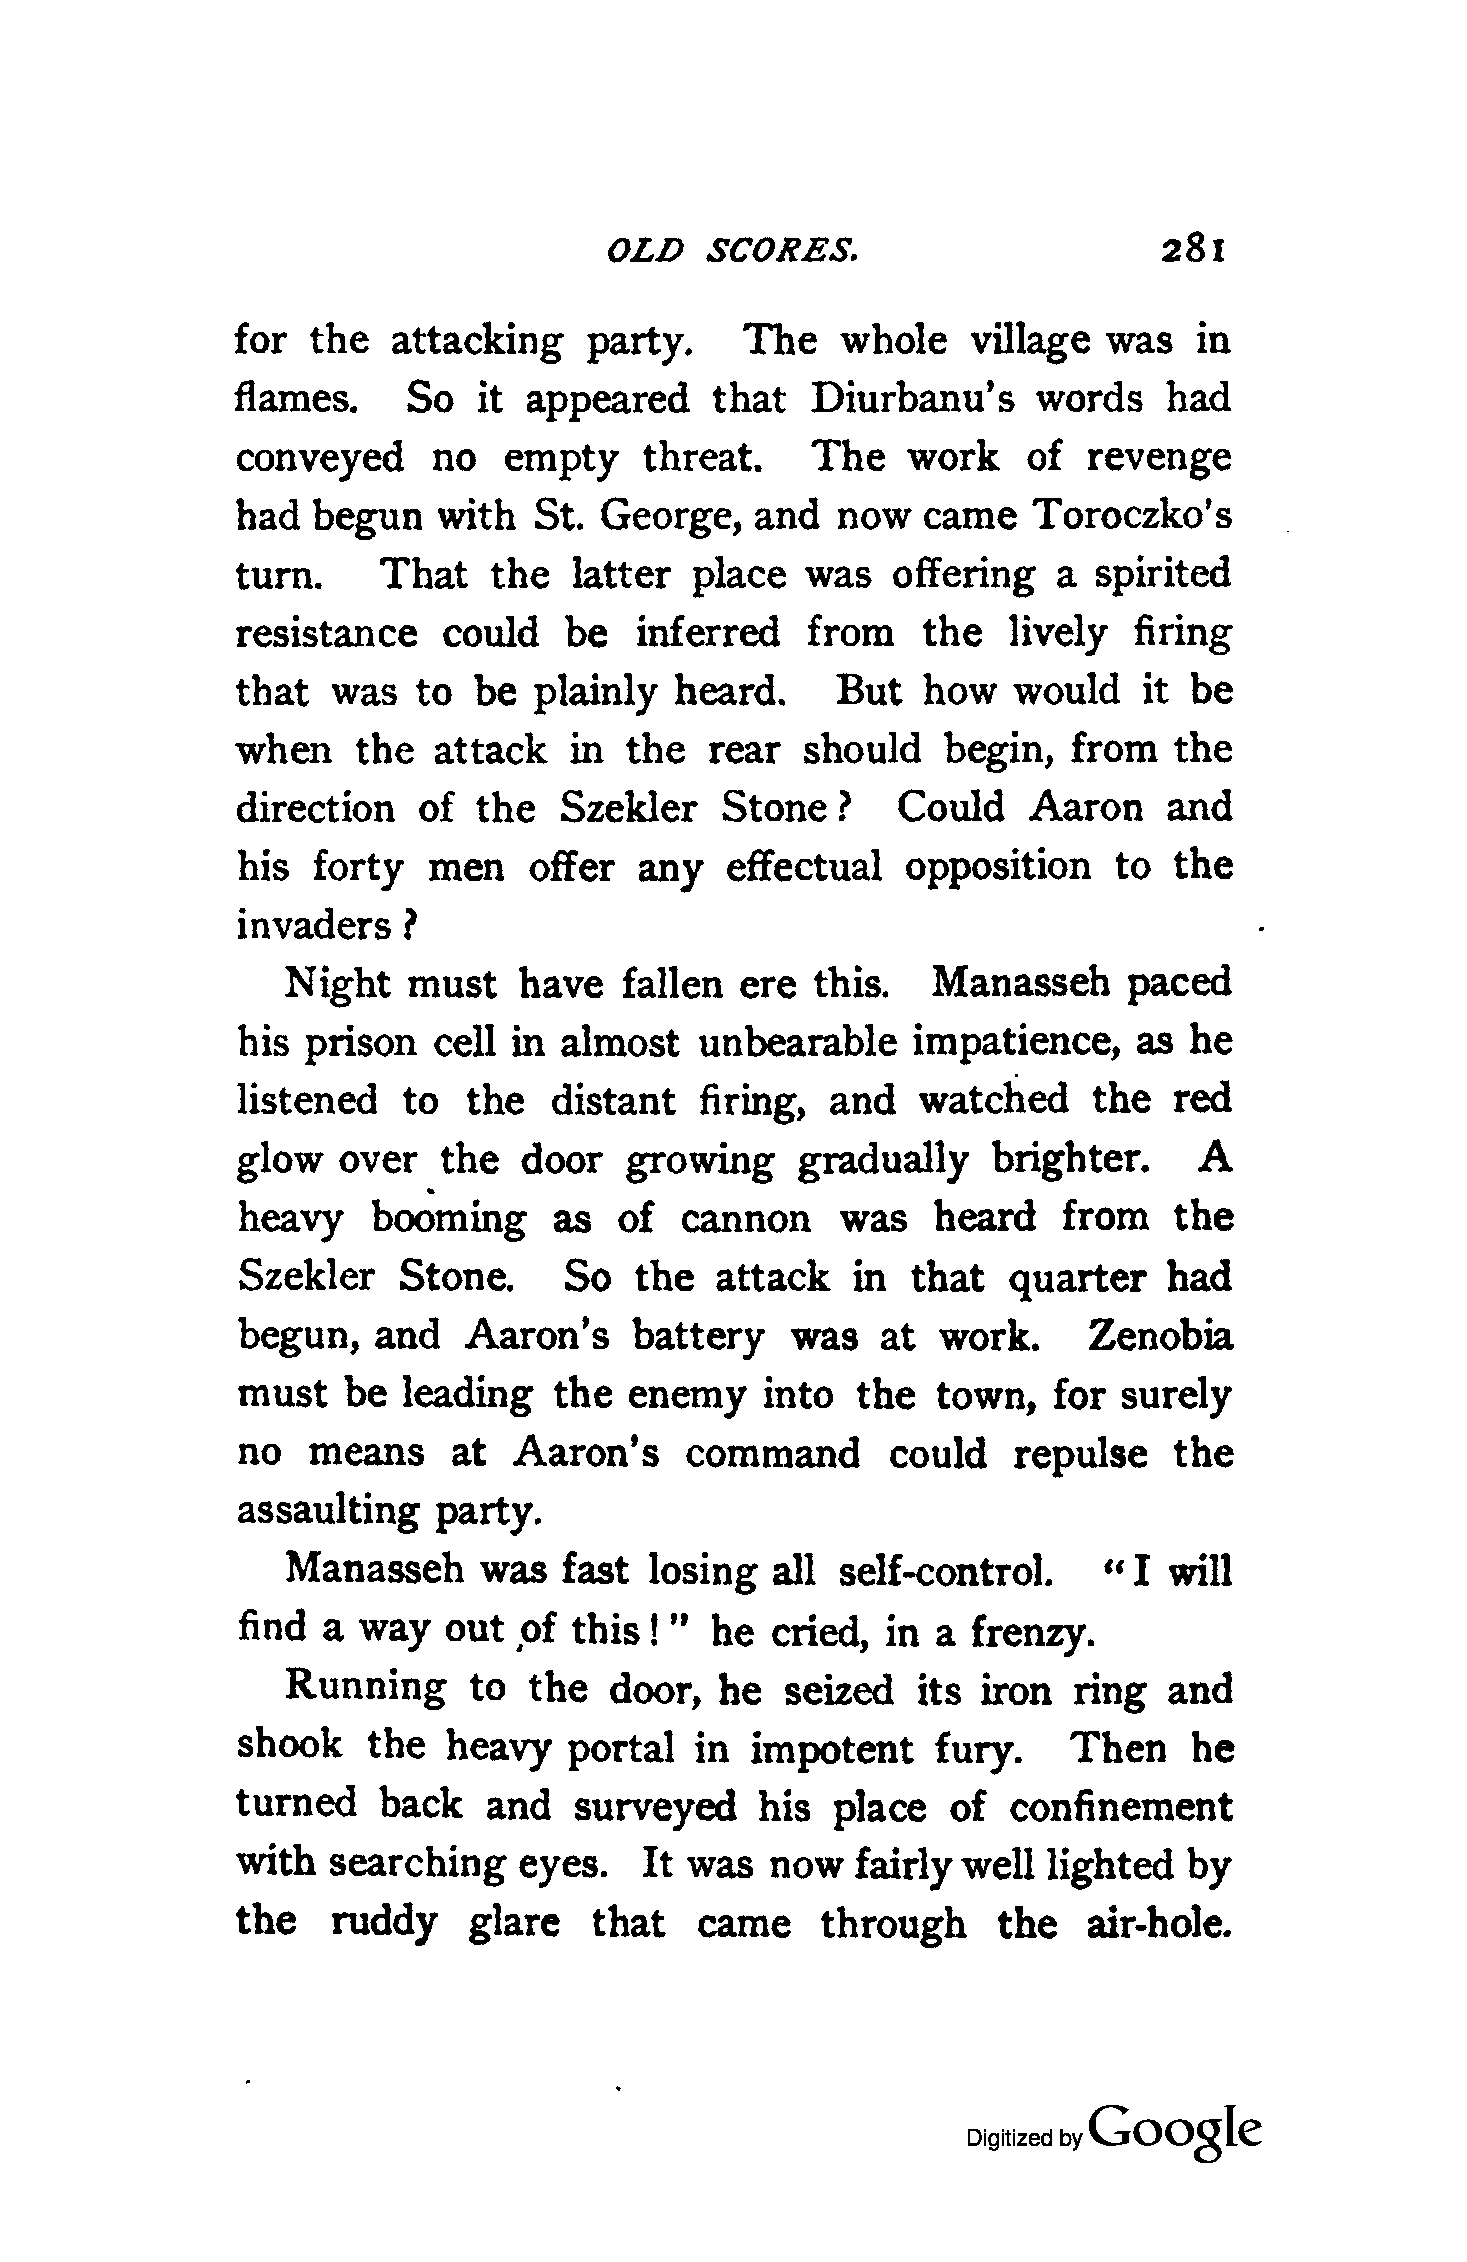 OLD SCORES. 281
for the attacking party. The whole village was in
flames. So it appeared that Diurbanu's words had
conveyed no empty threat. The work of revenge
had begun with St. George, and now came Toroczko's
turn. That the latter place was offering a spirited
resistance could be inferred from the lively firing
that was to be plainly heard. But how would it be
when the attack in the rear should begin, from the
direction of the Szekler Stone? Could Aaron and
his forty men offer any effectual opposition to the
invaders?
Night must have fallen ere this. Manasseh paced
his prison cell in almost unbearable impatience, as he
listened to the distant firing, and watched the red
glow over the door growing gradually brighter. A
heavy booming as of cannon was heard from the
Szekler Stone. So the attack in that quarter had
begun, and Aaron's battery was at work. Zenobia
must be leading the enemy into the town, for surely
no means at Aaron's command could repulse the
assaulting party.
Manasseh was fast losing all self-control. "I will
find a way out of this!" he cried, in a frenzy.
Running to the door, he seized its iron ring and
shook the heavy portal in impotent fury. Then he
turned back and surveyed his place of confinement
with searching eyes. It was now fairly well lighted by
the ruddy glare that came through the air-hole.
Digitized by Google